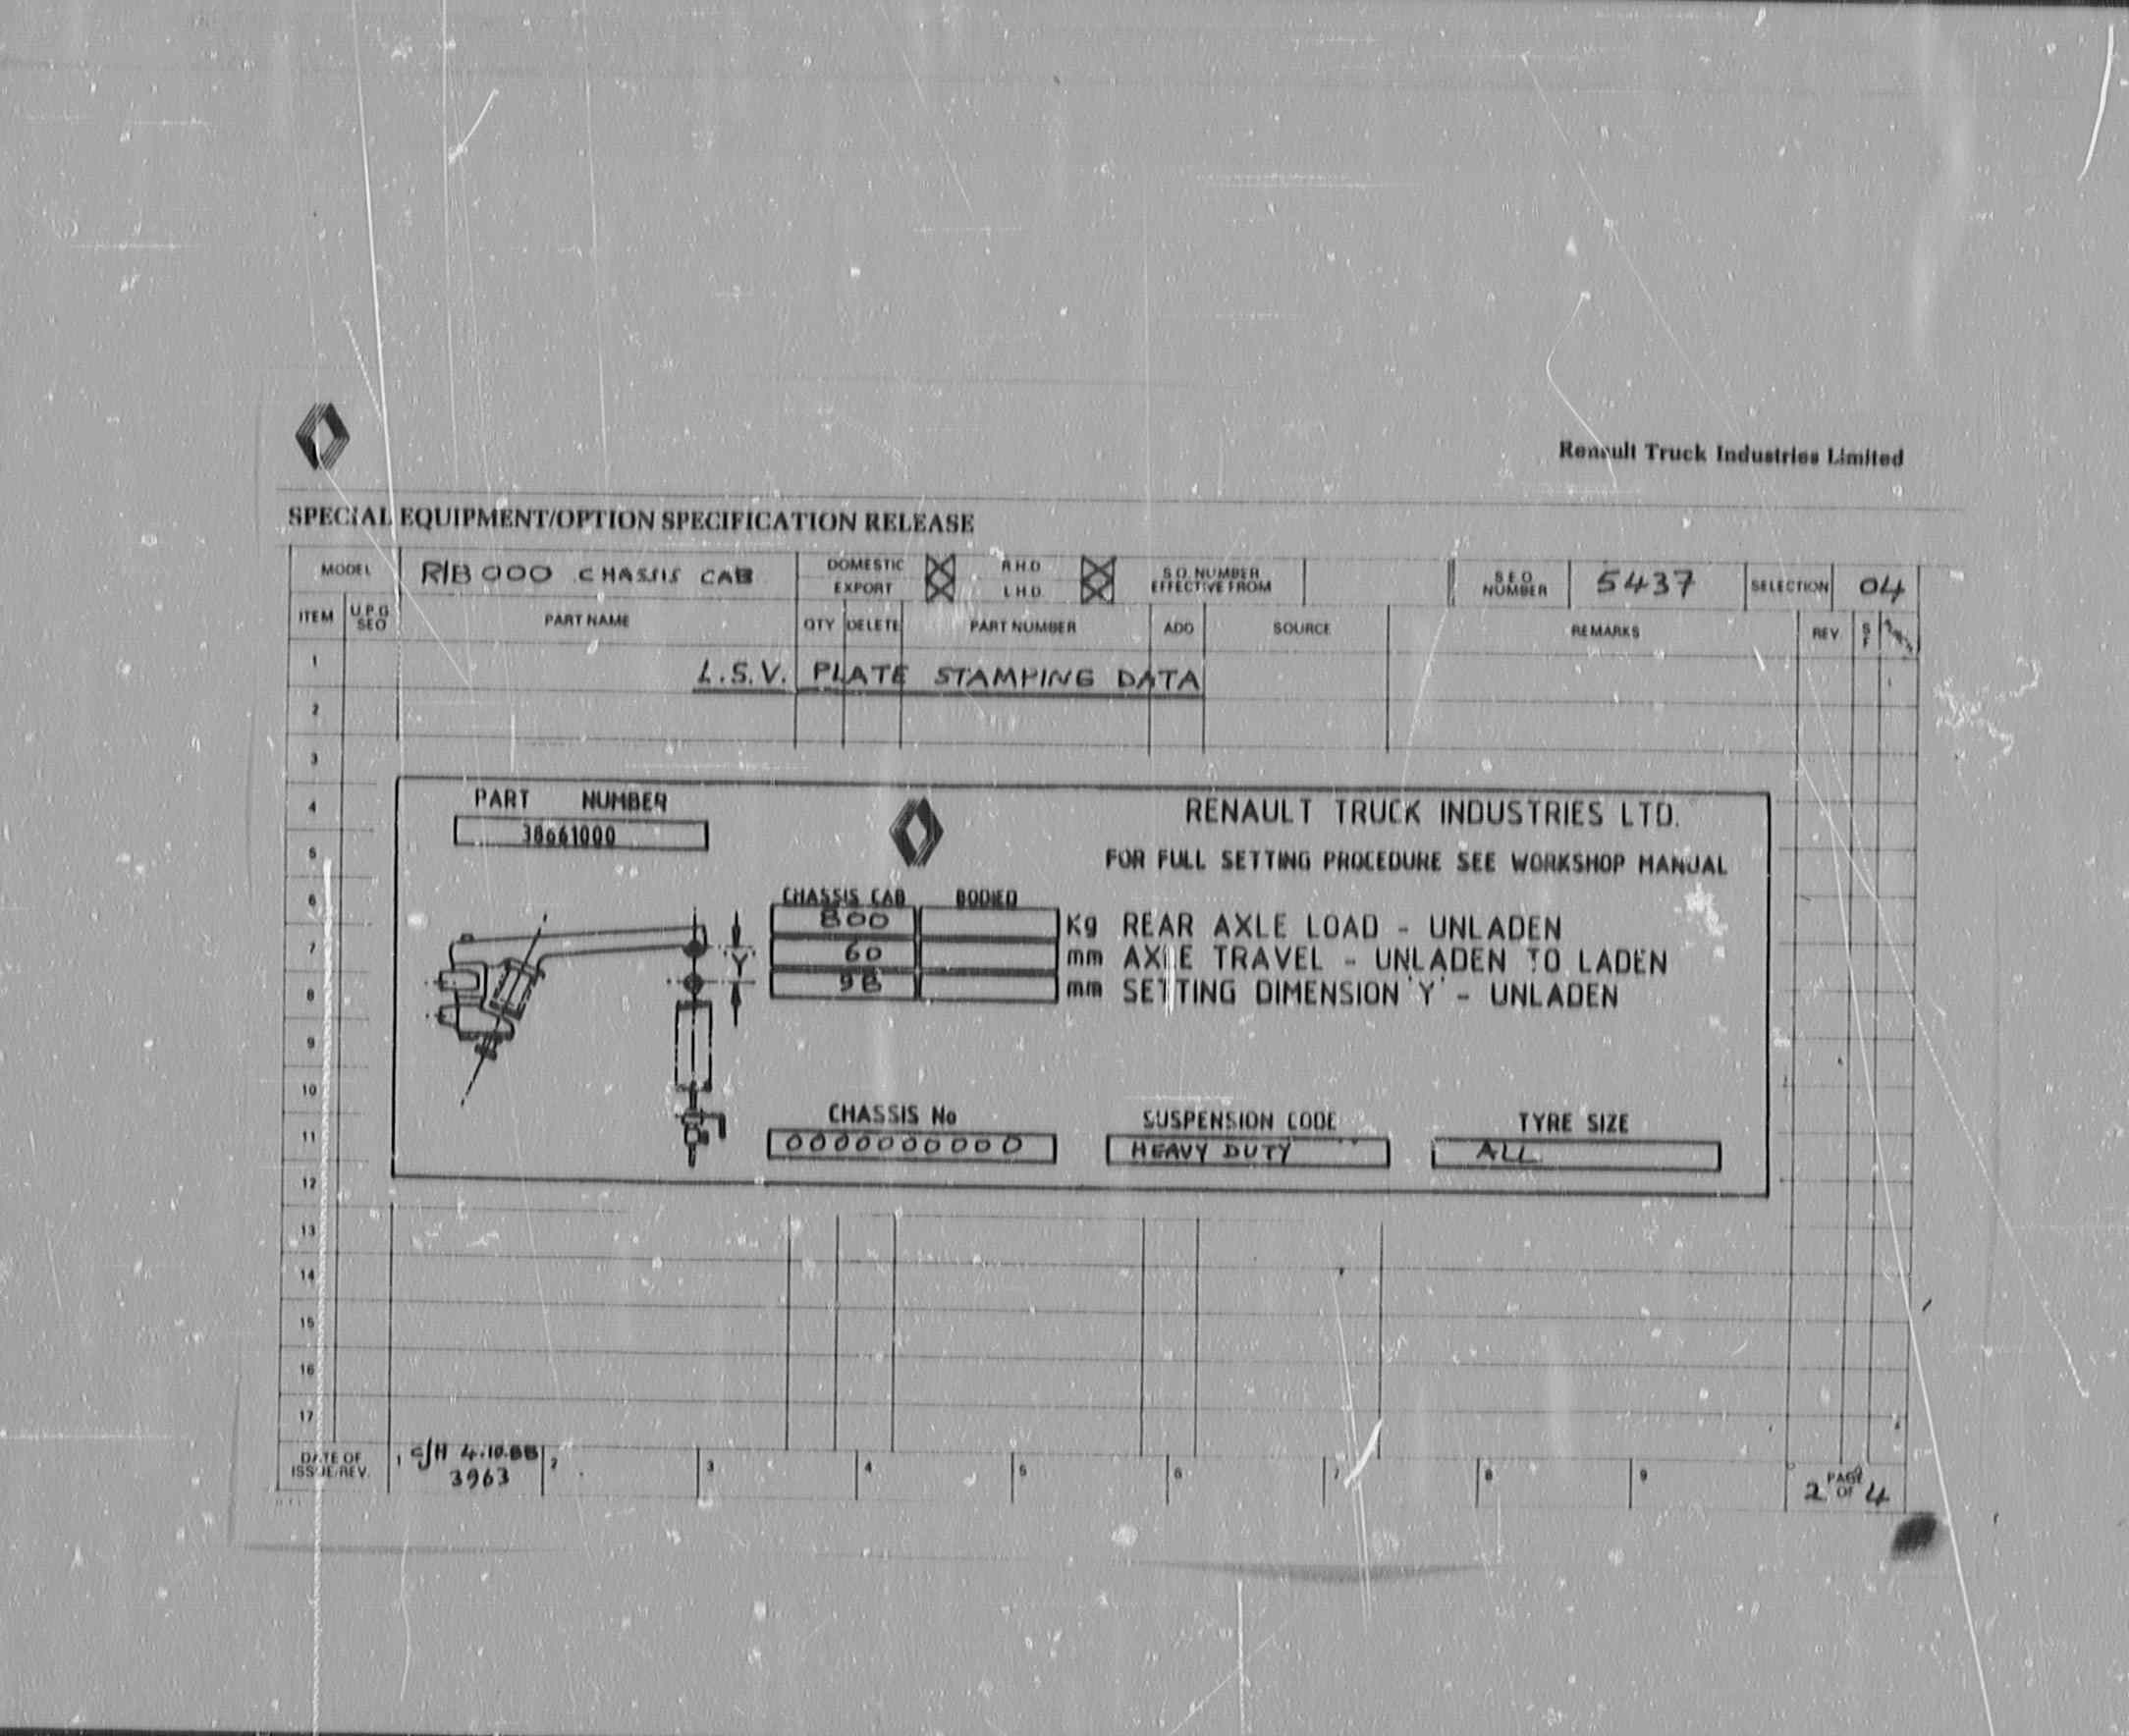 Renault Truck Industries Limited
SPECIAL EQUIPMENT/OPTION SPECIFICATION RELEASE
MODEL R/B000 CHASSIS CAB DOMESTIC EXPORT R.H.D L.H.D. S.O. NUMBER EFFECTIVE FROM S.E.O. NUMBER 5437 SELECTION 04
ITEM U.P.G SEQ PART NAME QTY DELETE PART NUMBER ADD SOURCE REMARKS REV S F
1 L.S.V. PLATE STAMPING DATA
2
3
4
5
6
7
8
9
10
11
12
PART NUMBER
38661000
RENAULT TRUCK INDUSTRIES LTD.
FOR FULL SETTING PROCEDURE SEE WORKSHOP MANUAL
CHASSIS CAB BODIED
800 Kg REAR AXLE LOAD - UNLADEN
60 mm AXLE TRAVEL - UNLADEN TO LADEN
98 mm SETTING DIMENSION 'Y' - UNLADEN
Y
CHASSIS No SUSPENSION CODE TYRE SIZE
0000000000 HEAVY DUTY ALL
13
14
15
16
17
DATE OF ISSUE/REV. 1 CJH 4.10.88 2 3 4 5 6 7 8 9 PAGE 2 OF 4
3963